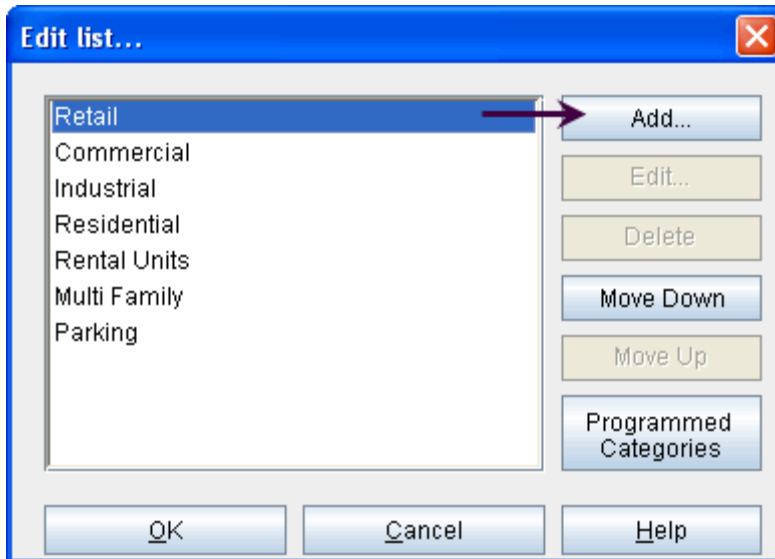 Edit list...
Retail
Commercial
Industrial
Residential
Rental Units
Multi Family
Parking
Add...
Edit...
Delete
Move Down
Move Up
Programmed
Categories
OK
Cancel
Help